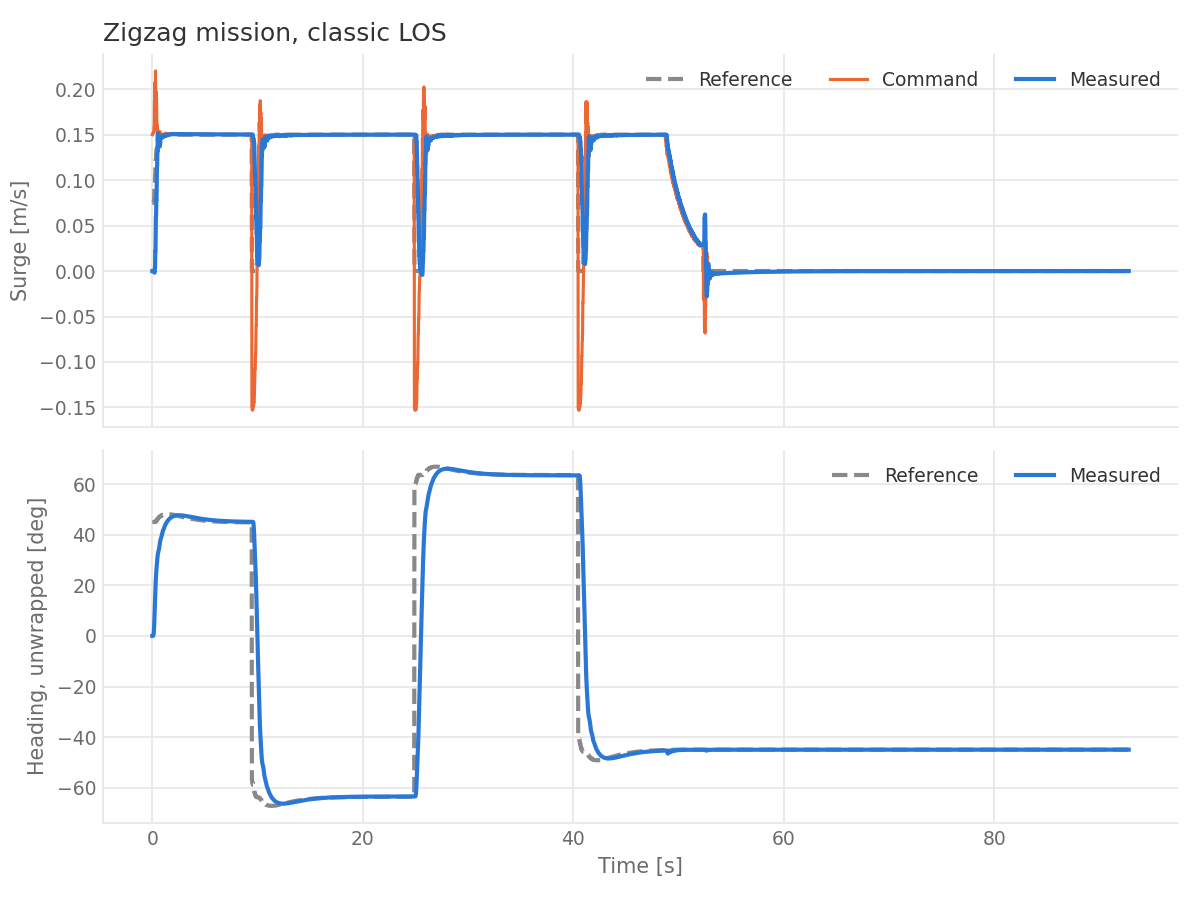 Zigzag mission, classic LOS
Reference Command Measured
0.20
0.15
0.10
0.05
0.00
−0.05
−0.10
−0.15
Surge [m/s]
Reference Measured
60
40
20
0
−20
−40
−60
Heading, unwrapped [deg]
0 20 40 60 80
Time [s]